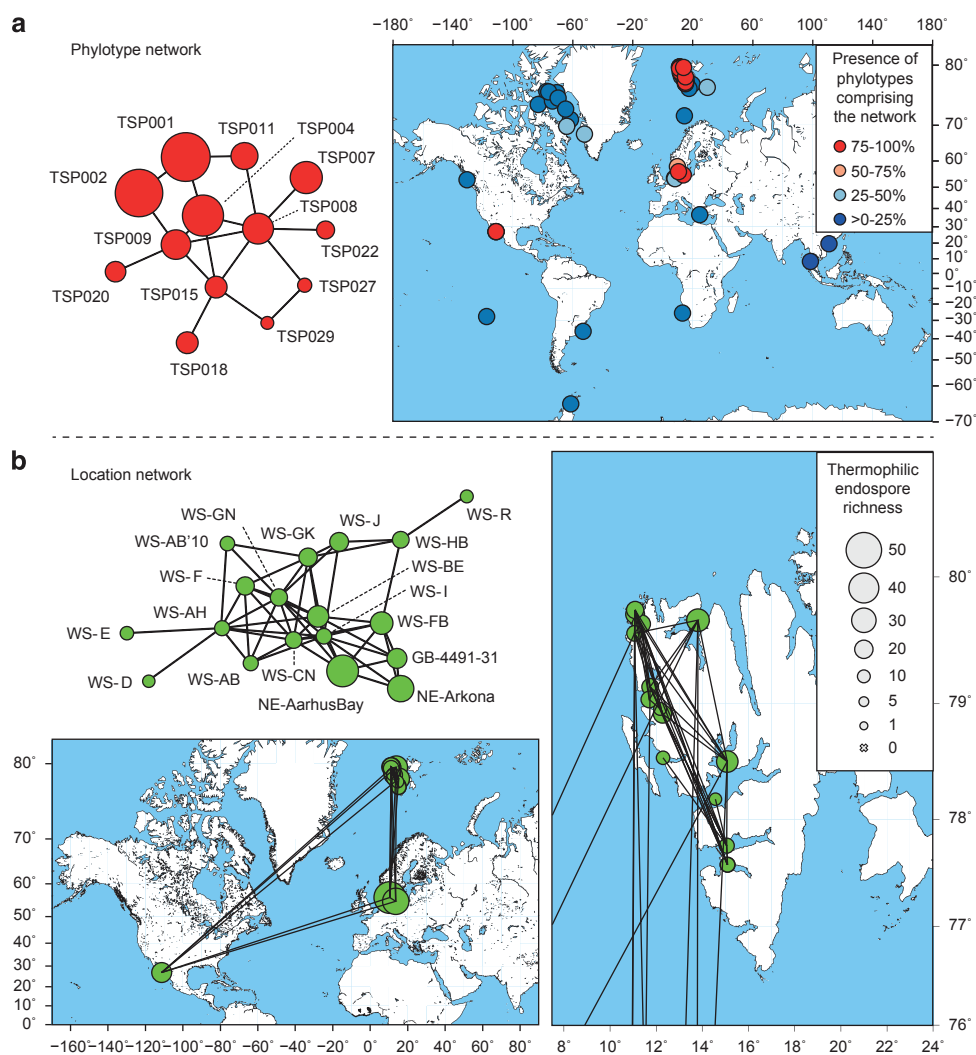 a
Phylotype network
TSP001
TSP011
TSP004
TSP007
TSP002
TSP008
TSP009
TSP022
TSP020
TSP015
TSP027
TSP029
TSP018
−180˚ −140˚ −100˚ −60˚ −20˚ 20˚ 60˚ 100˚ 140˚ 180˚
Presence of
phylotypes
comprising
the network
75-100%
50-75%
25-50%
>0-25%
80˚
70˚
60˚
50˚
40˚
30˚
20˚
10˚
0˚
−10˚
−20˚
−30˚
−40˚
−50˚
−60˚
−70˚
b
Location network
WS-GN
WS-J
WS-R
WS-AB'10
WS-GK
WS-HB
WS-F
WS-BE
WS-I
WS-AH
WS-FB
WS-E
GB-4491-31
WS-D
WS-AB
WS-CN
NE-AarhusBay
NE-Arkona
80˚
70˚
60˚
50˚
40˚
30˚
20˚
10˚
0˚
−160 −120 −80 −60 −40 −20 0 20 40 60 80
Thermophilic
endospore
richness
50
40
30
20
10
5
1
0
80˚
79˚
78˚
77˚
76˚
8˚ 10˚ 12˚ 14˚ 16˚ 18˚ 20˚ 22˚ 24˚